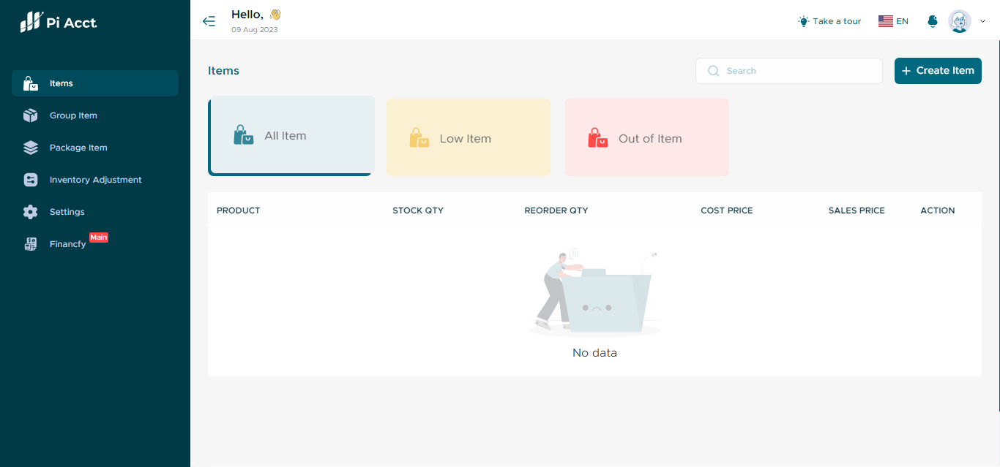 Pi Acct.
Hello, 👋
09 Aug 2023
Take a tour
EN
Items
Group Item
Package Item
Inventory Adjustment
Settings
Financfy Main
Items
Search
+ Create Item
All Item
Low Item
Out of Item
PRODUCT STOCK QTY REORDER QTY COST PRICE SALES PRICE ACTION
No data